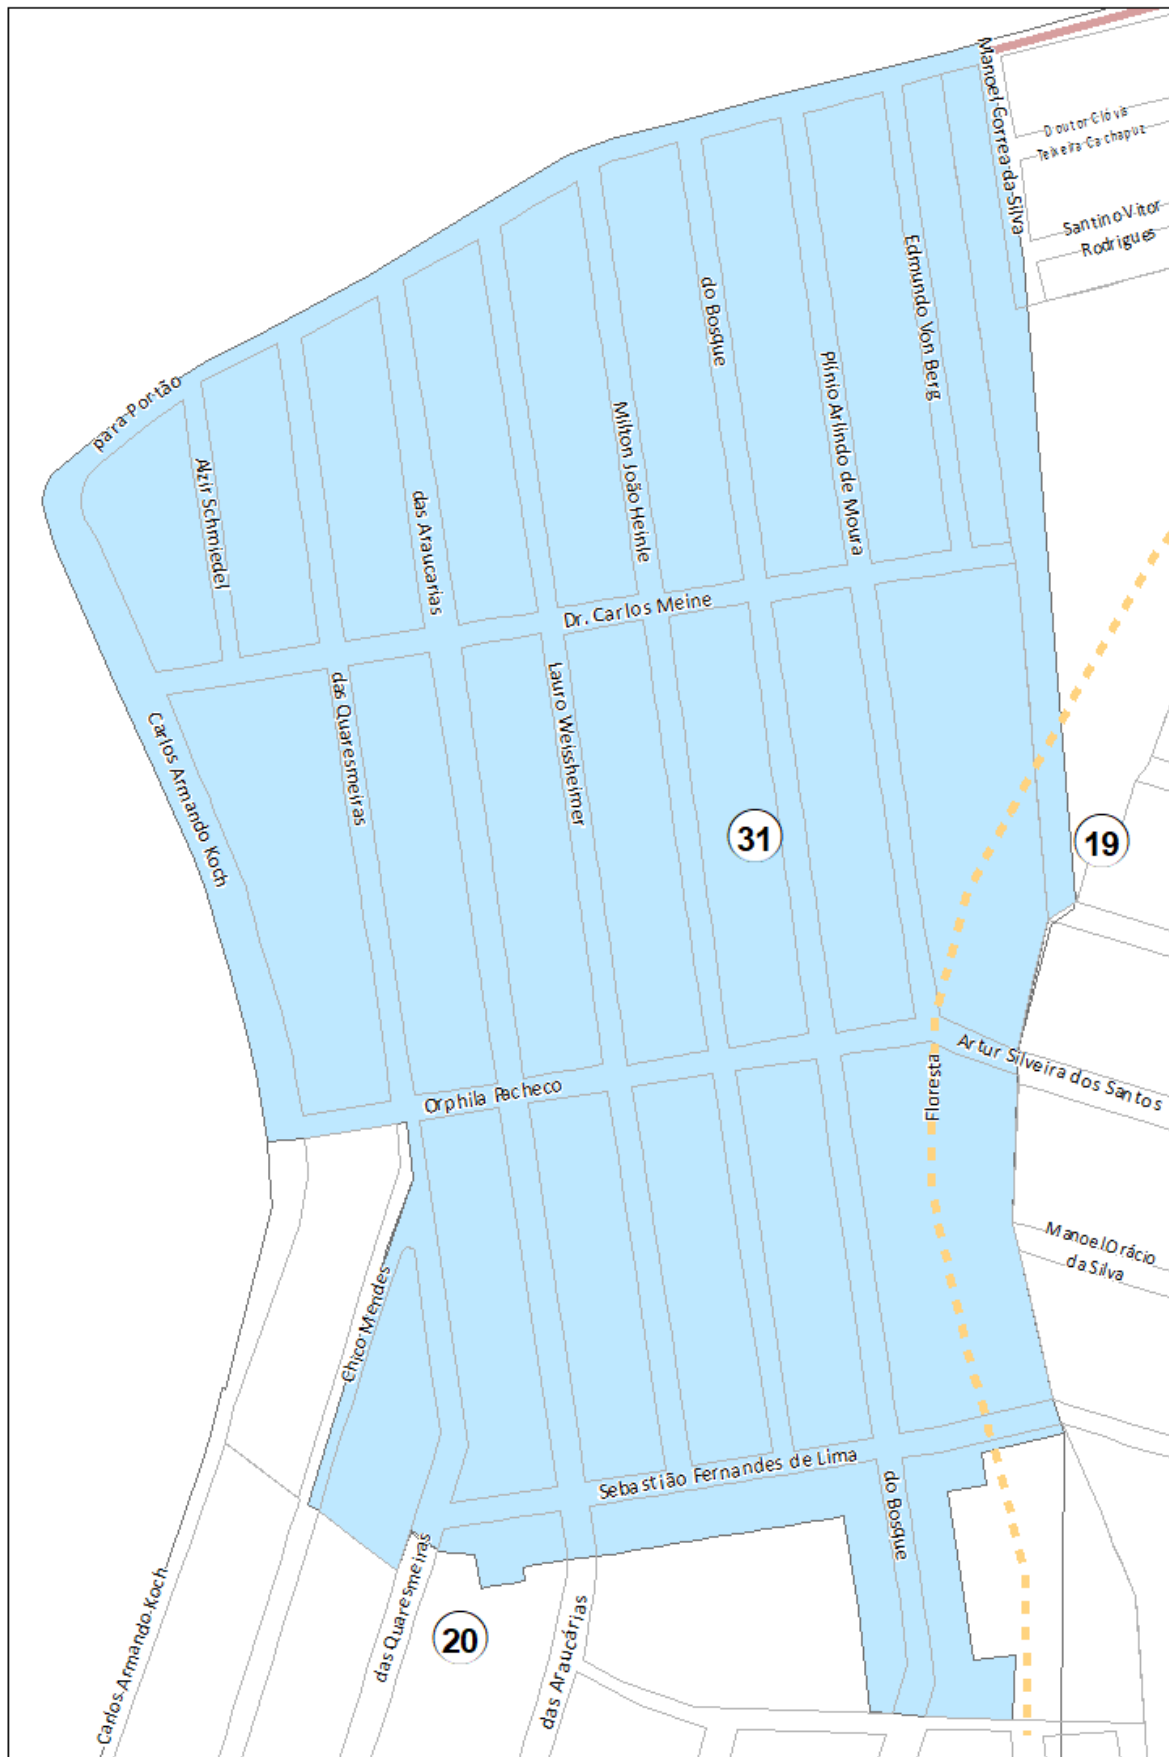 Manoel Correa da Silva
Doutor Clóvis
Teixeira Cachapuz
Santino Vitor
Rodrigues
Edmundo Von Berg
do Bosque
Plínio Arlindo de Moura
para Portão
Milton João Heinle
Alzir Schmiedel
das Araucarias
Dr. Carlos Meine
Lauro Weissheimer
das Quaresmeiras
Carlos Armando Koch
31
19
Artur Silveira dos Santos
Floresta
Orphila Pacheco
Manoel Orácio
da Silva
Chico Mendes
Sebastião Fernandes de Lima
do Bosque
das Quaresmeiras
Carlos Armando Koch
das Araucárias
20